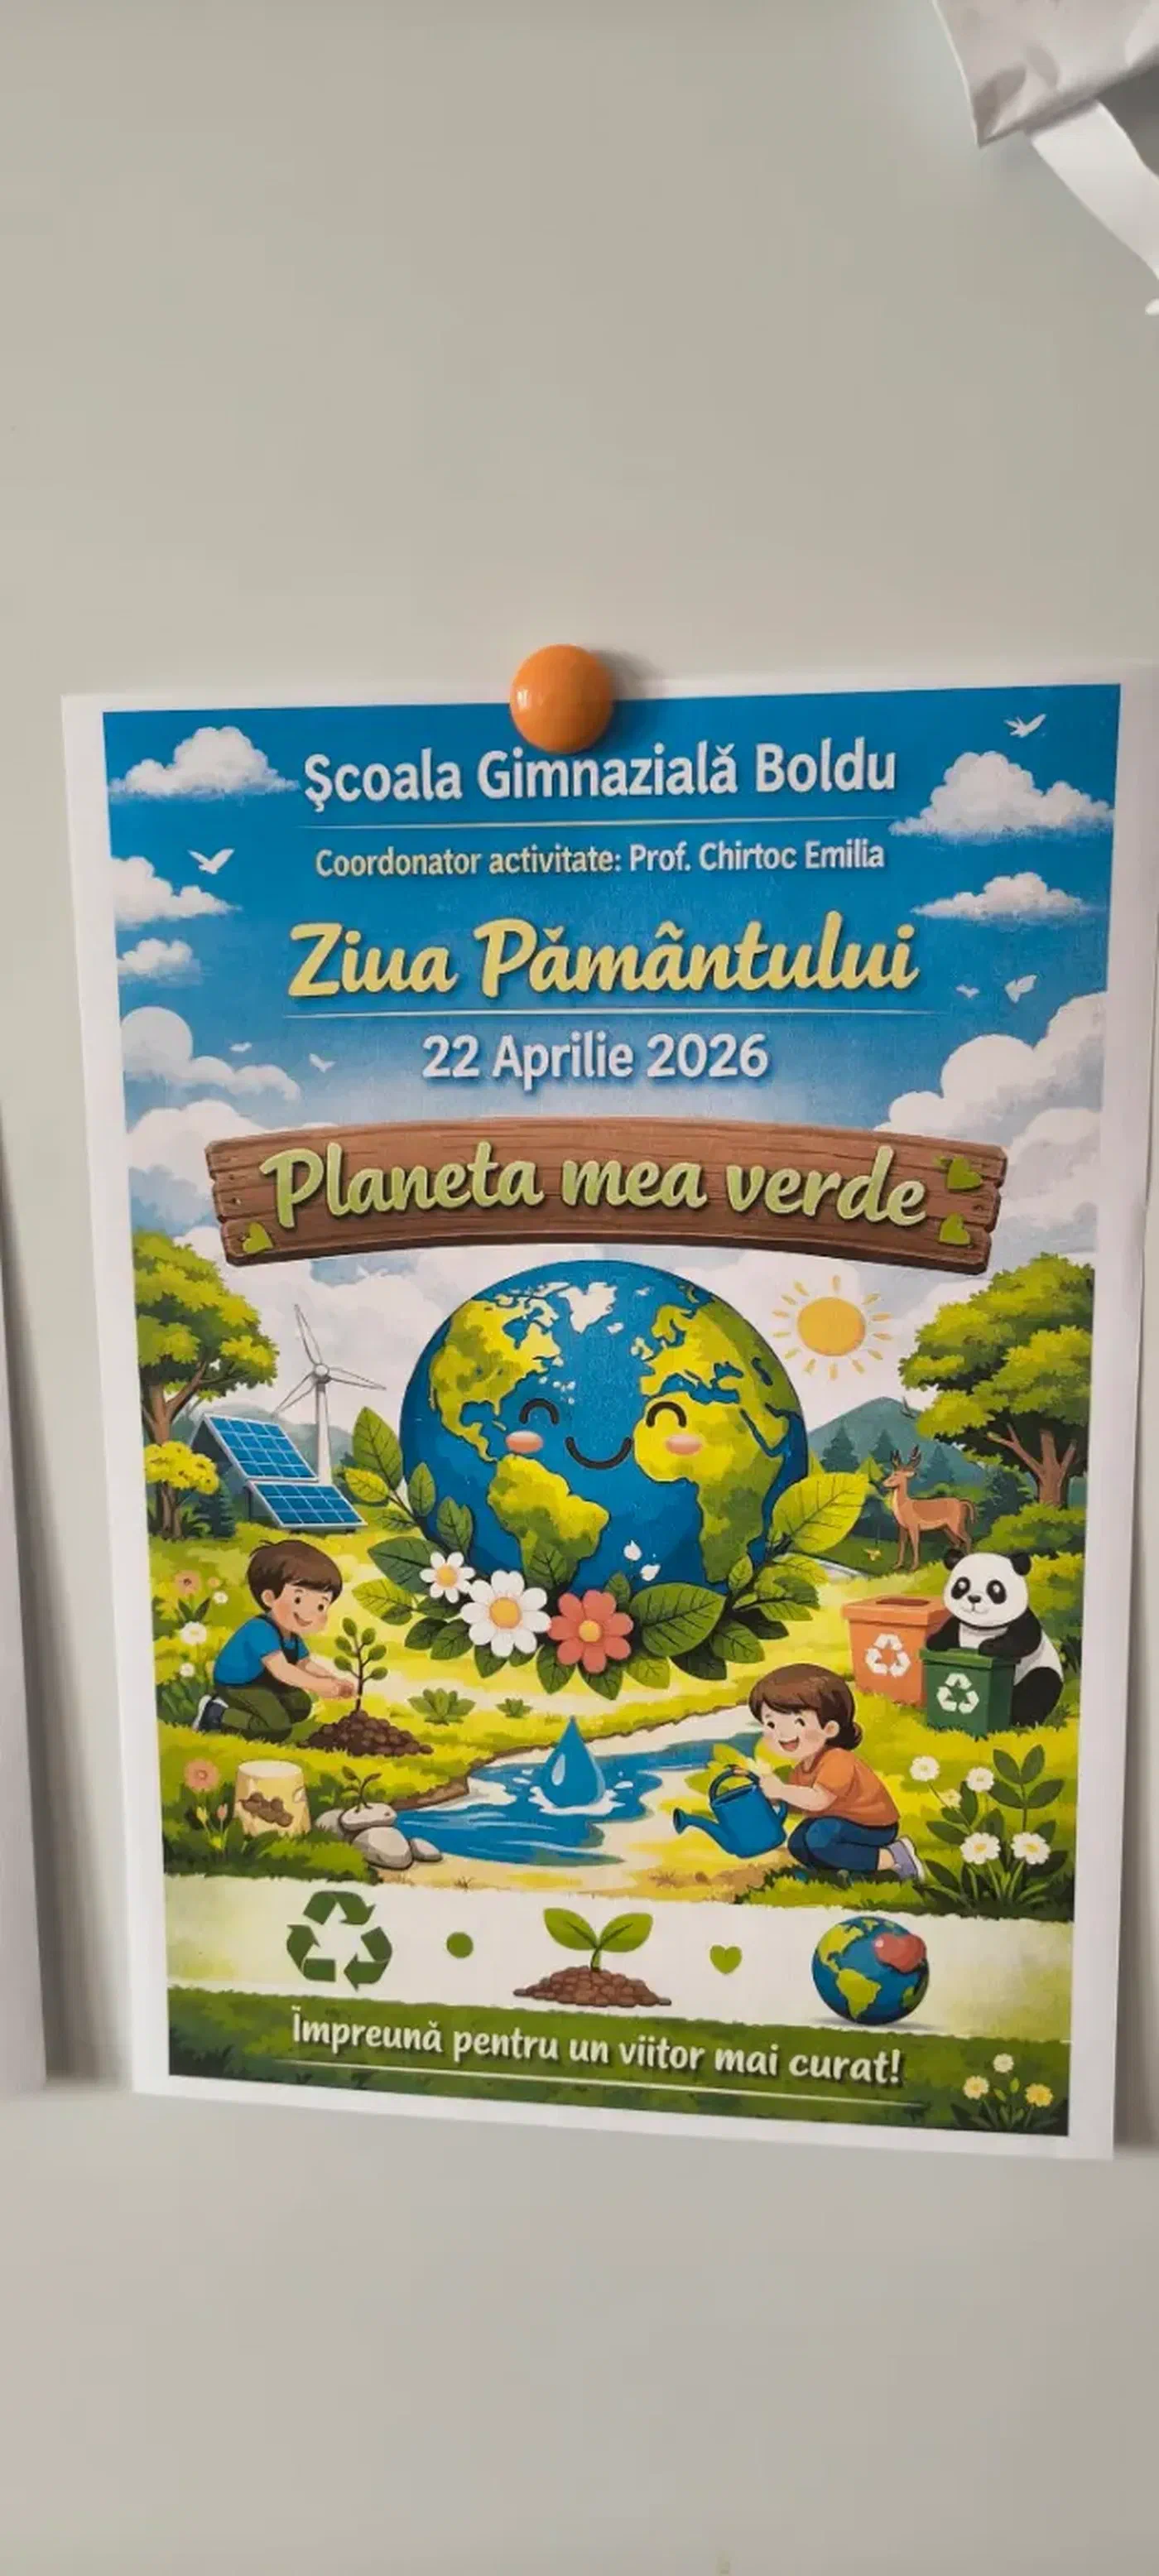 Școala Gimnazială Boldu
Coordonator activitate: Prof. Chirtoc Emilia
Ziua Pământului
22 Aprilie 2026
Planeta mea verde
Împreună pentru un viitor mai curat!